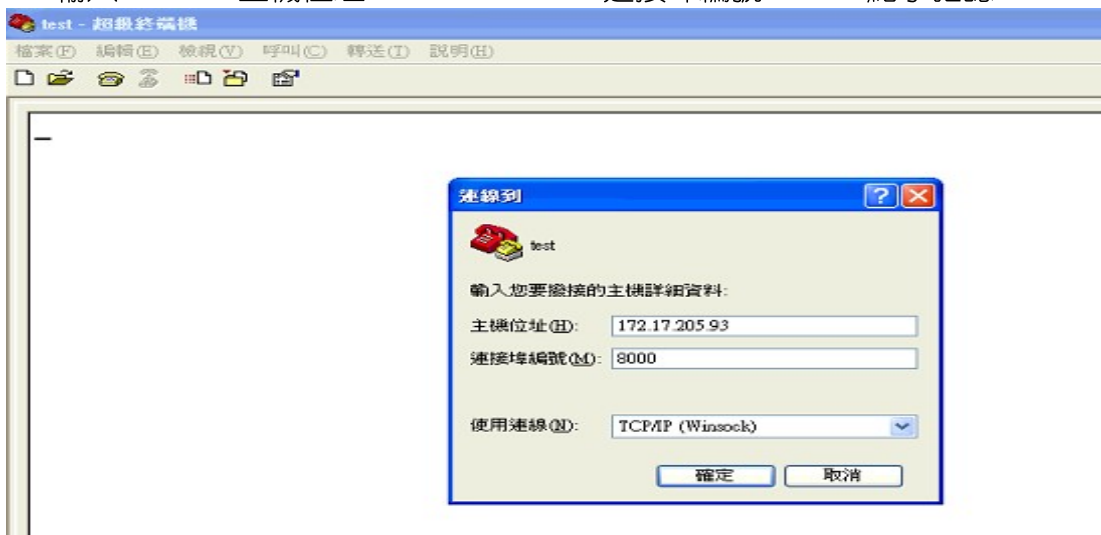 test - 超級終端機
檔案(F) 編輯(E) 檢視(V) 呼叫(C) 轉送(T) 說明(H)
連線到
test
輸入您要撥接的主機詳細資料:
主機位址(H): 172.17.205.93
連接埠編號(M): 8000
使用連線(N): TCP/IP (Winsock)
確定 取消